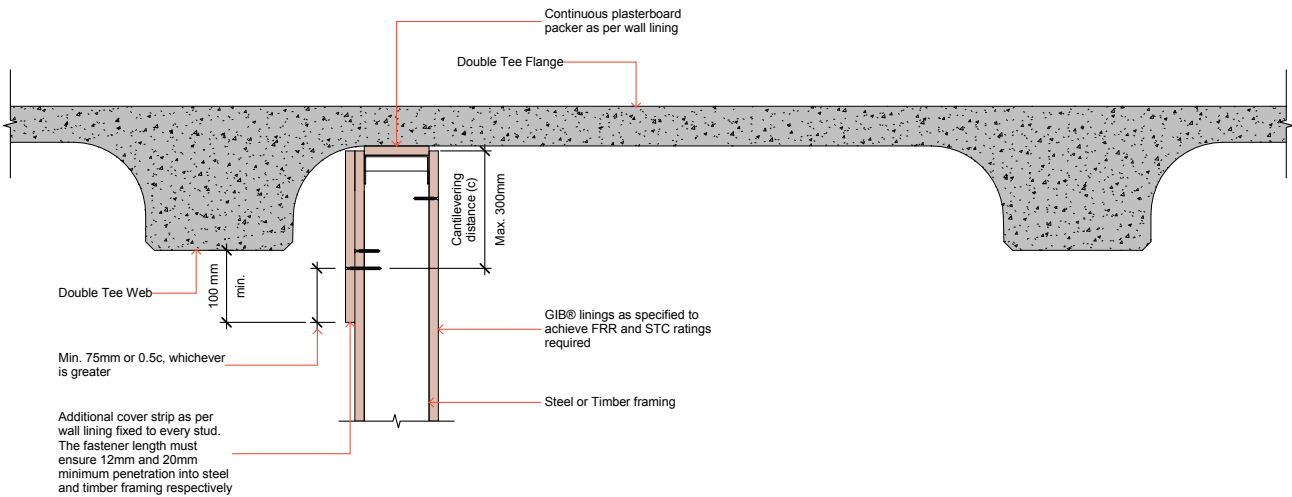 Continuous plasterboard
packer as per wall lining
Double Tee Flange
Cantilevering
distance (c)
Max. 300mm
100 mm
min.
Double Tee Web
GIB® linings as specified to
achieve FRR and STC ratings
required
Min. 75mm or 0.5c, whichever
is greater
Steel or Timber framing
Additional cover strip as per
wall lining fixed to every stud.
The fastener length must
ensure 12mm and 20mm
minimum penetration into steel
and timber framing respectively